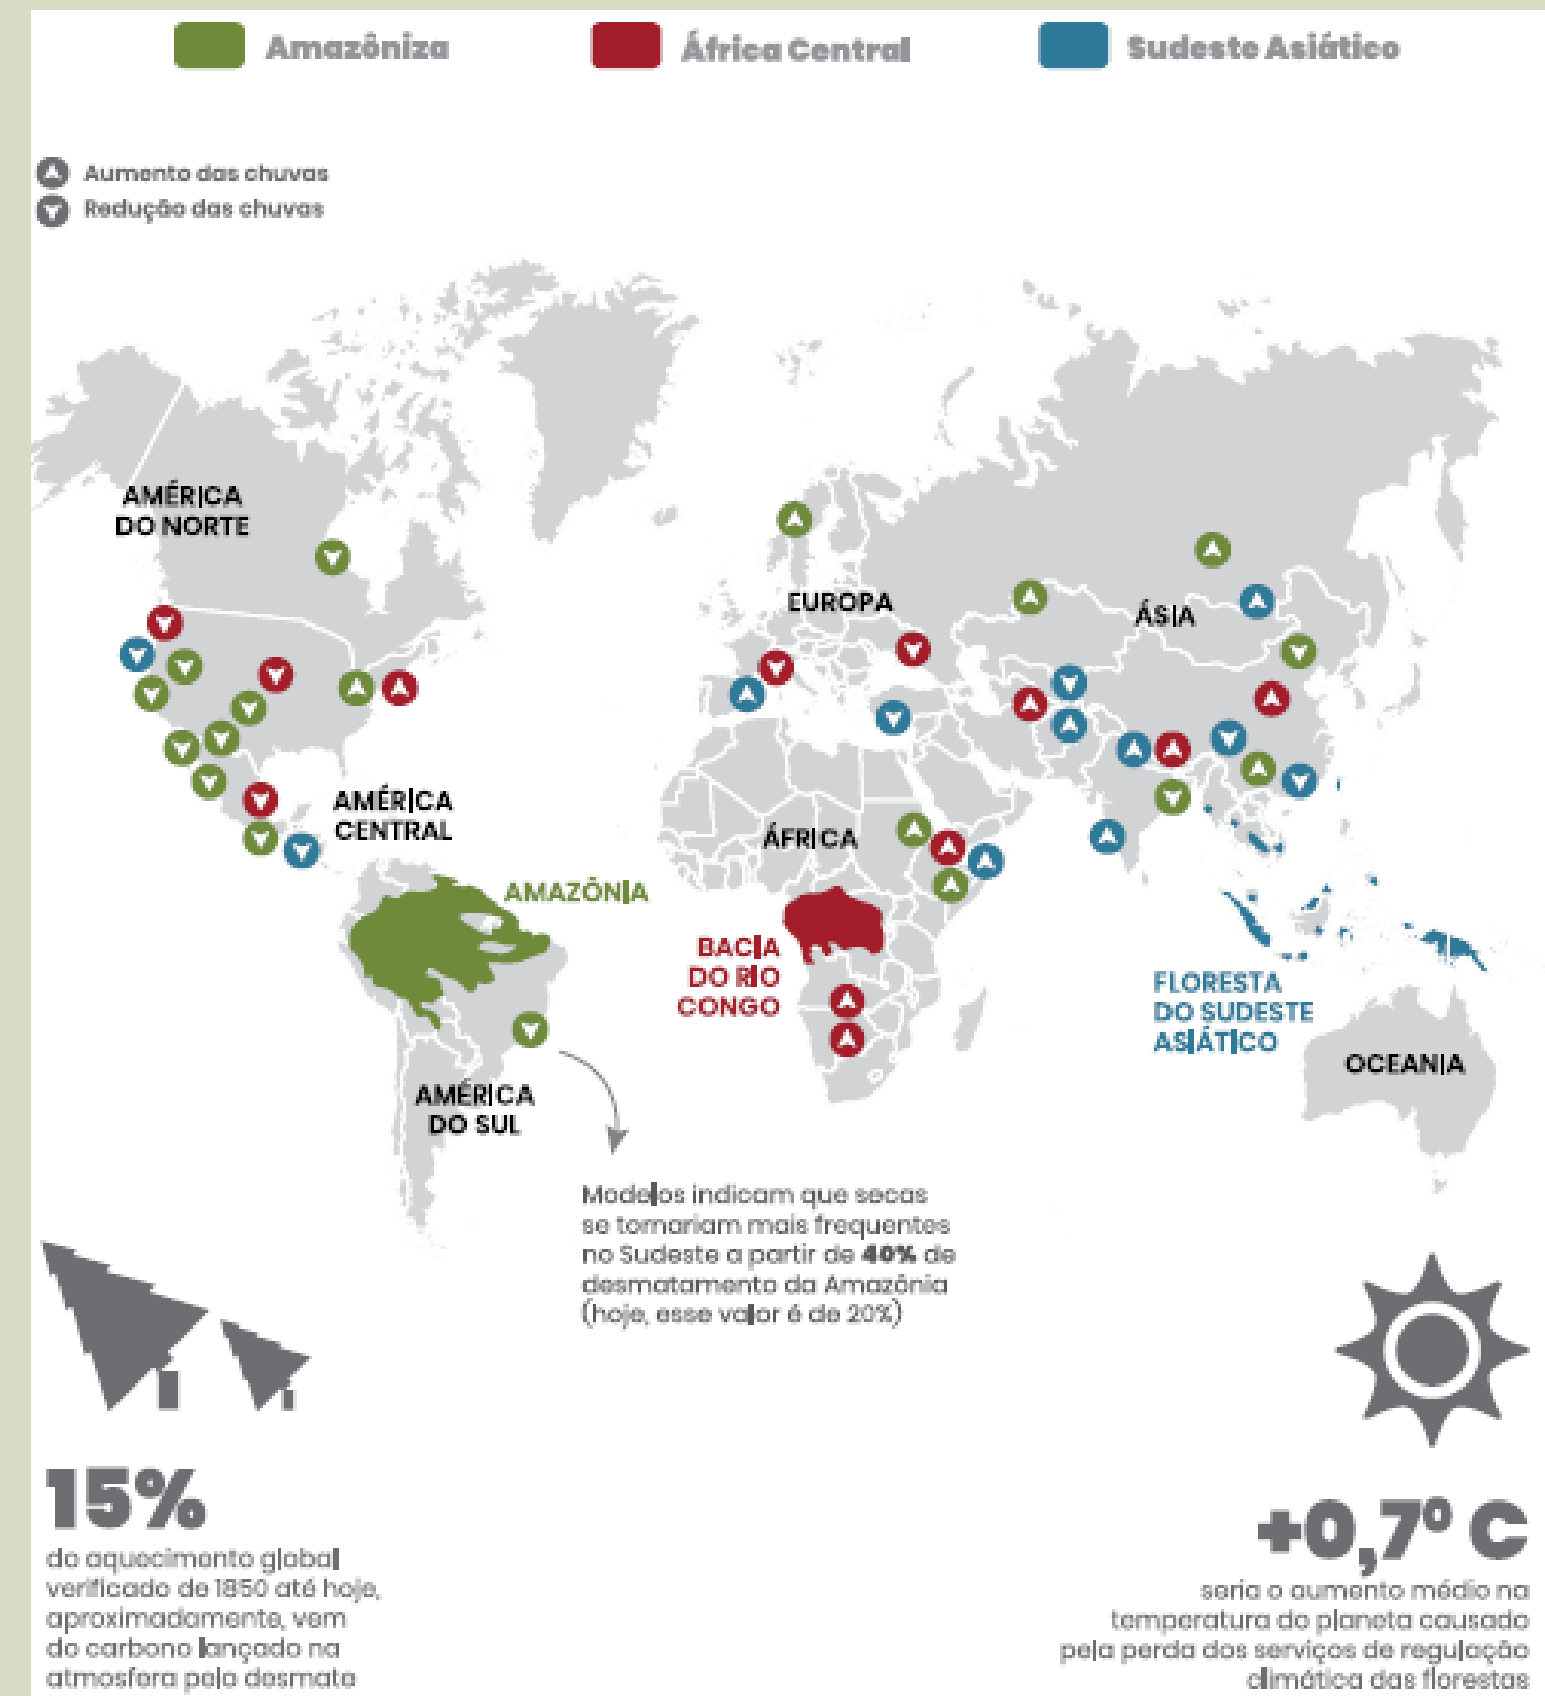 Amazôniza
África Central
Sudeste Asiático
Aumento das chuvas
Redução das chuvas
AMÉRICA
DO NORTE
EUROPA
ÁSIA
AMÉRICA
CENTRAL
ÁFRICA
AMAZÔNIA
BACIA
DO RIO
CONGO
FLORESTA
DO SUDESTE
ASIÁTICO
OCEANIA
AMÉRICA
DO SUL
Modelos indicam que secas
se tornariam mais frequentes
no Sudeste a partir de 40% de
desmatamento da Amazônia
(hoje, esse valor é de 20%)
15%
do aquecimento global
verificado de 1850 até hoje,
aproximadamente, vem
do carbono lançado na
atmosfera pelo desmate
+0,7º C
seria o aumento médio na
temperatura do planeta causado
pela perda dos serviços de regulação
climática das florestas